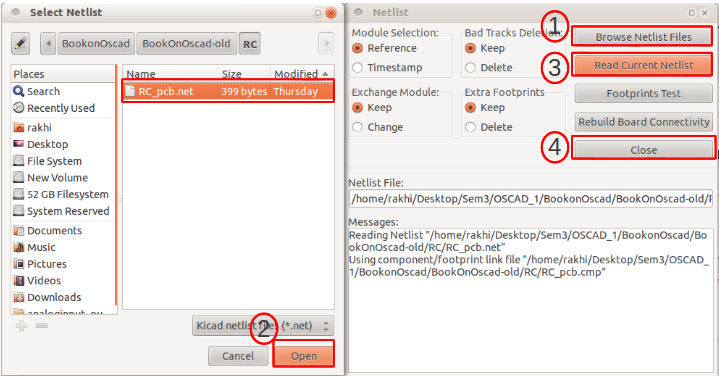 Select Netlist
BookonOscad
BookOnOscad-old
RC
Places
Search
Recently Used
rakhi
Desktop
File System
New Volume
52 GB Filesystem
System Reserved
Documents
Music
Pictures
Videos
Downloads
Name Size Modified
RC_pcb.net 399 bytes Thursday
Kicad netlist files (*.net)
2
Cancel
Open
Netlist
Module Selection:
Reference
Timestamp
Bad Tracks Deletion:
Keep
Delete
Exchange Module:
Keep
Change
Extra Footprints
Keep
Delete
1
Browse Netlist Files
3
Read Current Netlist
Footprints Test
Rebuild Board Connectivity
4
Close
Netlist File:
/home/rakhi/Desktop/Sem3/OSCAD_1/BookonOscad/BookOnOscad-old/
Messages:
Reading Netlist "/home/rakhi/Desktop/Sem3/OSCAD_1/BookonOscad/Bo
okOnOscad-old/RC/RC_pcb.net"
Using component/footprint link file "/home/rakhi/Desktop/Sem3/OSCAD_
1/BookonOscad/BookOnOscad-old/RC/RC_pcb.cmp"